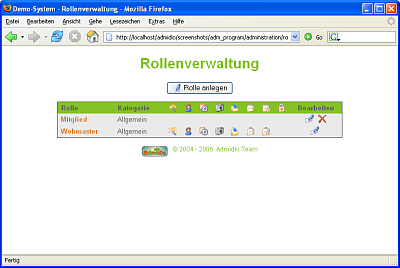 Demo-System - Rollenverwaltung - Mozilla Firefox
Datei Bearbeiten Ansicht Gehe Lesezeichen Extras Hilfe
http://localhost/admidio/screenshots/adm_program/administration/ro Go
Rollenverwaltung
Rolle anlegen
Rolle Kategorie Bearbeiten
Mitglied Allgemein
Webmaster Allgemein
Admidio © 2004 - 2005 Admidio Team
Fertig